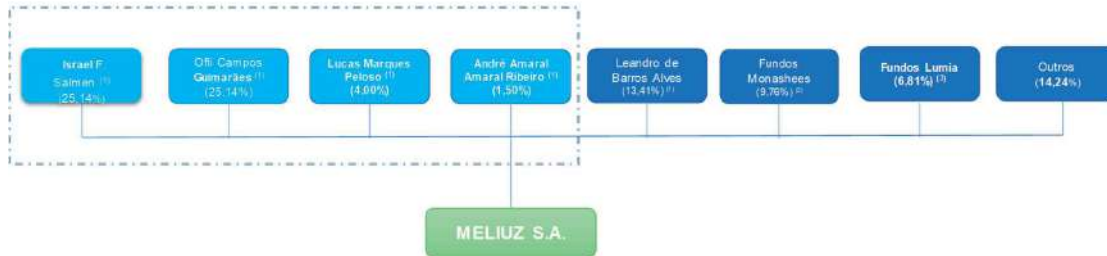 Israel F
Salmen (1)
(25,14%)
Ofli Campos
Guimarães (1)
(25,14%)
Lucas Marques
Peloso (1)
(4,00%)
André Amaral
Amaral Ribeiro (1)
(1,50%)
Leandro de
Barros Alves
(13,41%) (1)
Fundos
Monashees
(9,76%) (2)
Fundos Lumia
(6,81%) (3)
Outros
(14,24%)
MELIUZ S.A.